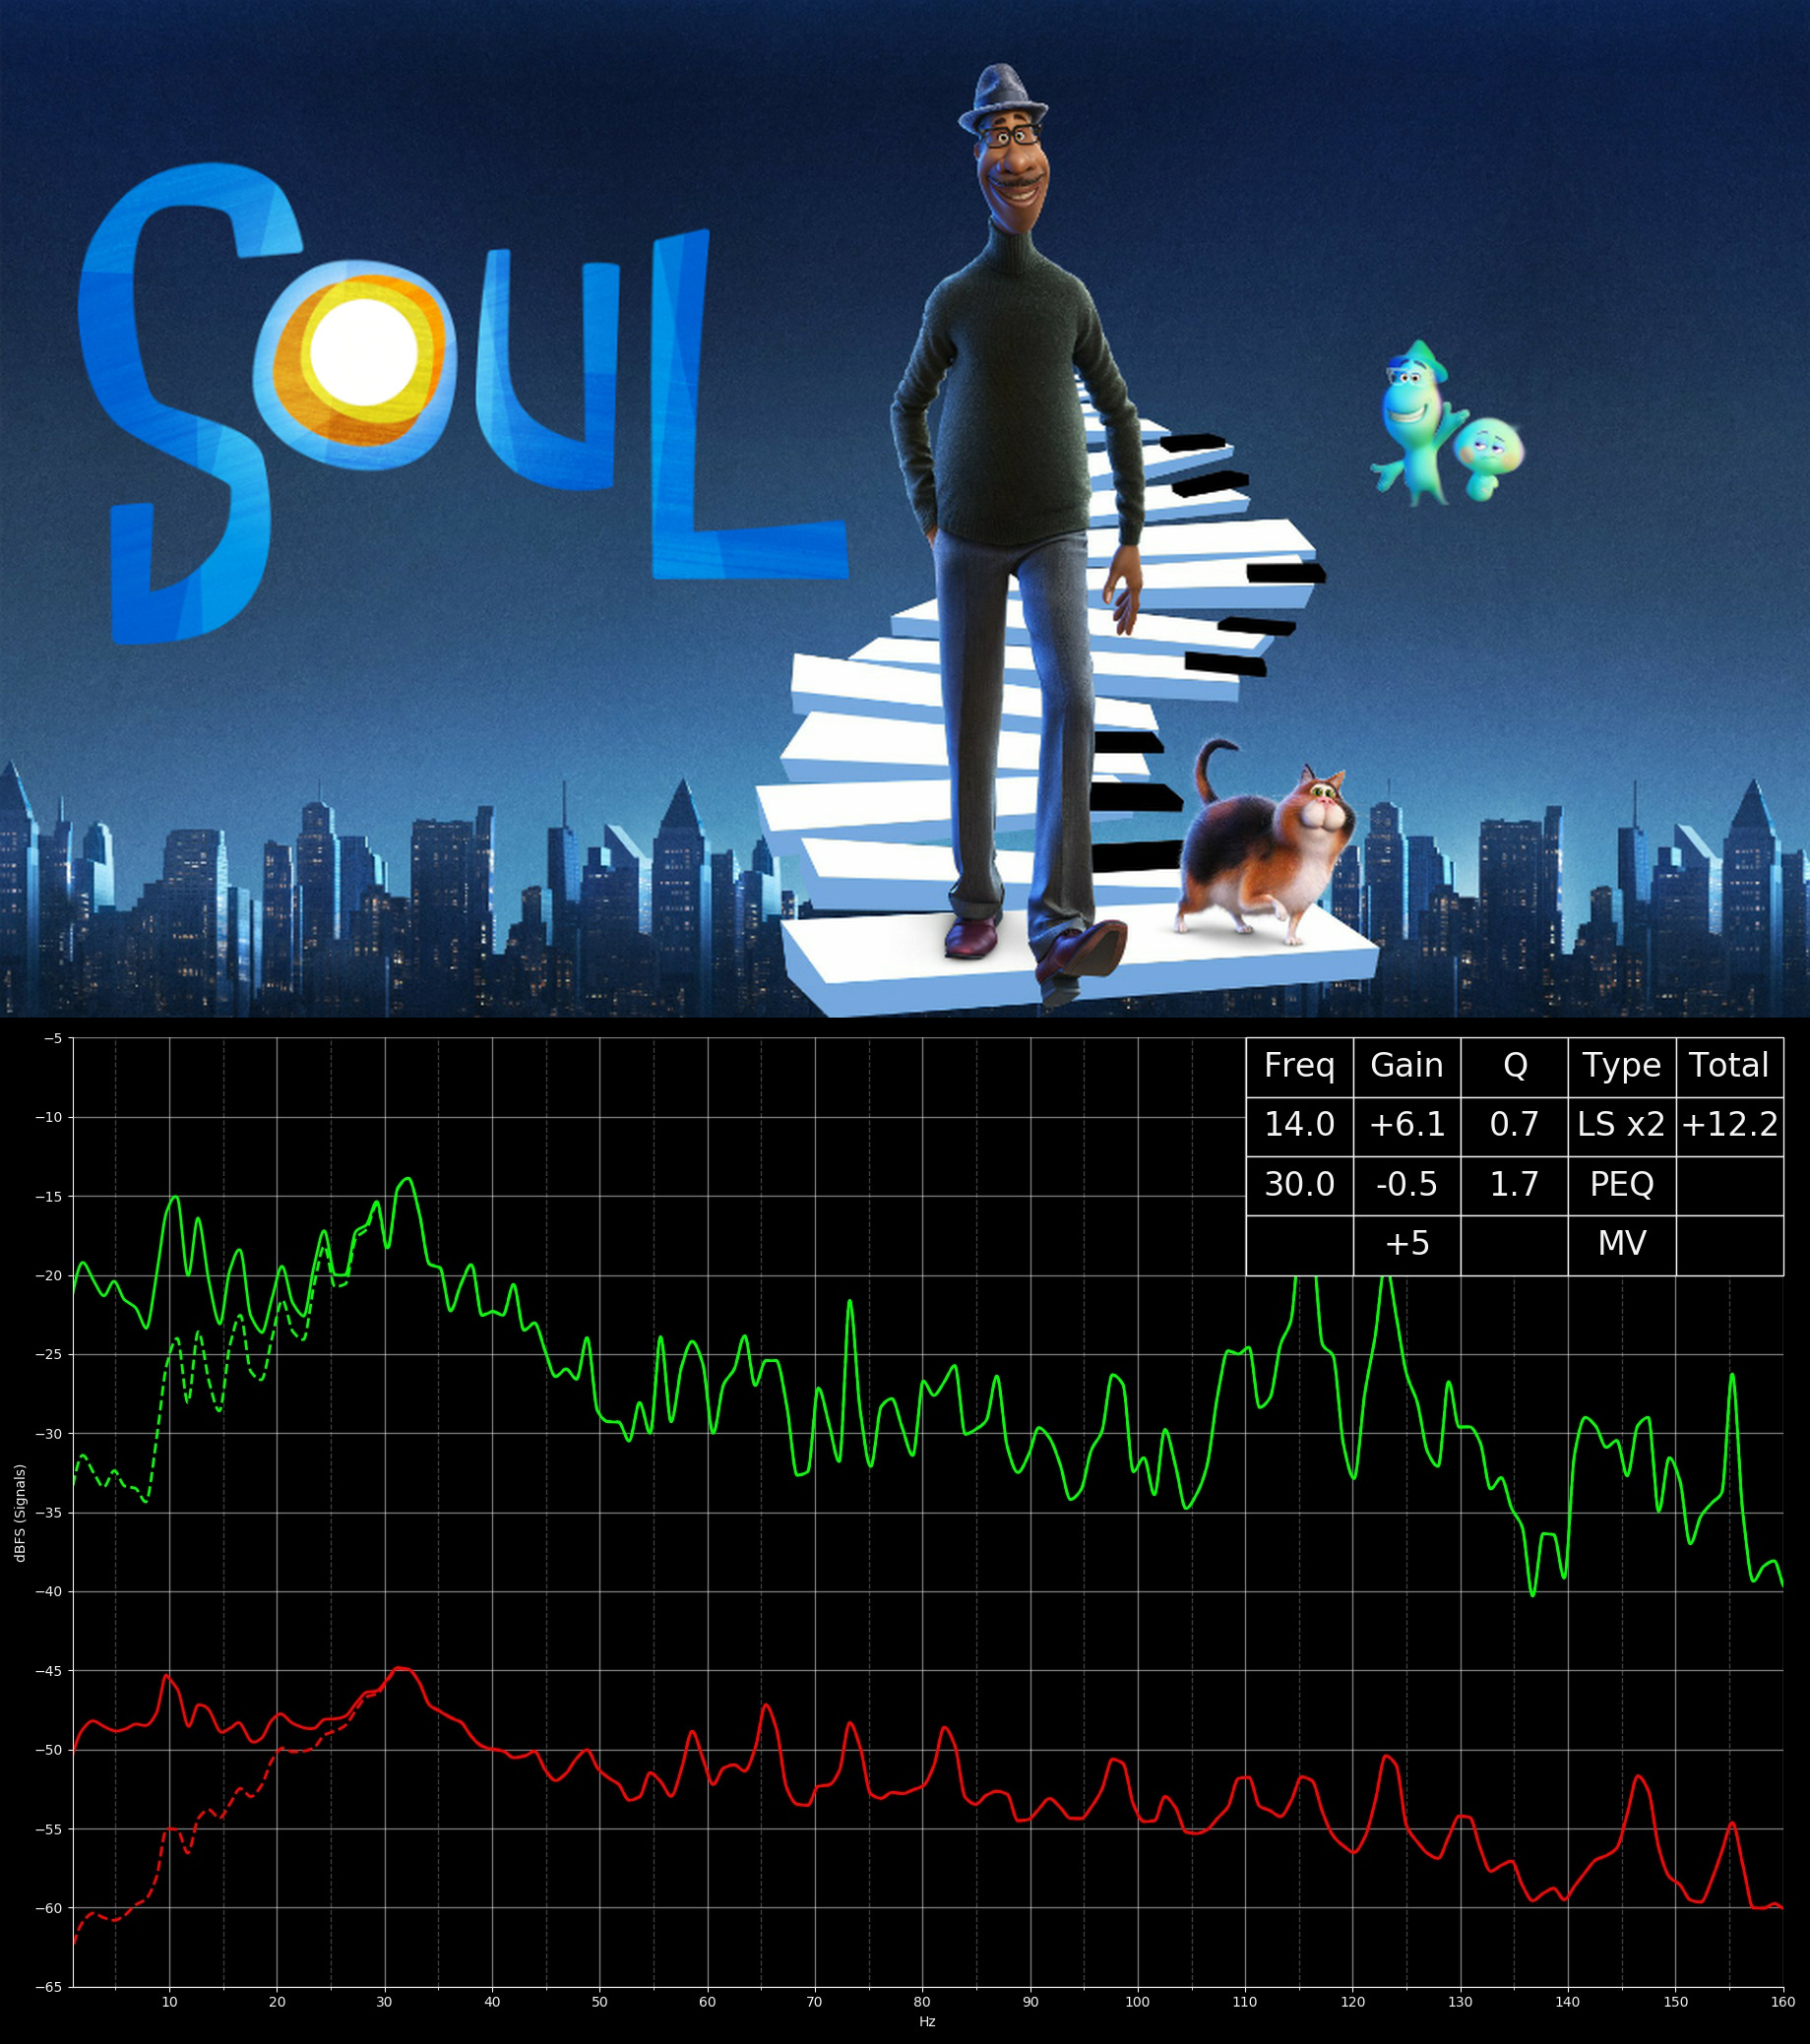 SOUL
Freq Gain Q Type Total
14.0 +6.1 0.7 LS x2 +12.2
30.0 -0.5 1.7 PEQ
+5 MV
−5
−10
−15
−20
−25
−30
−35
−40
−45
−50
−55
−60
−65
dBFS (Signals)
10 20 30 40 50 60 70 80 90 100 110 120 130 140 150 160
Hz